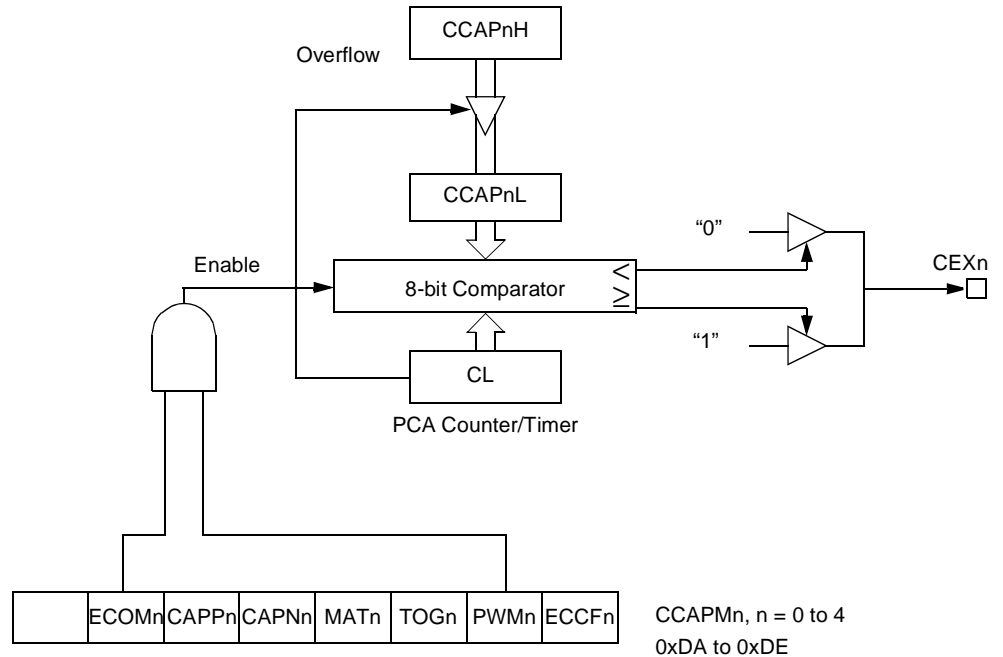 CCAPnH
Overflow
CCAPnL
“0”
Enable
<
CEXn
8-bit Comparator
≥
“1”
CL
PCA Counter/Timer
ECOMn CAPPn CAPNn MATn TOGn PWMn ECCFn
CCAPMn, n = 0 to 4
0xDA to 0xDE